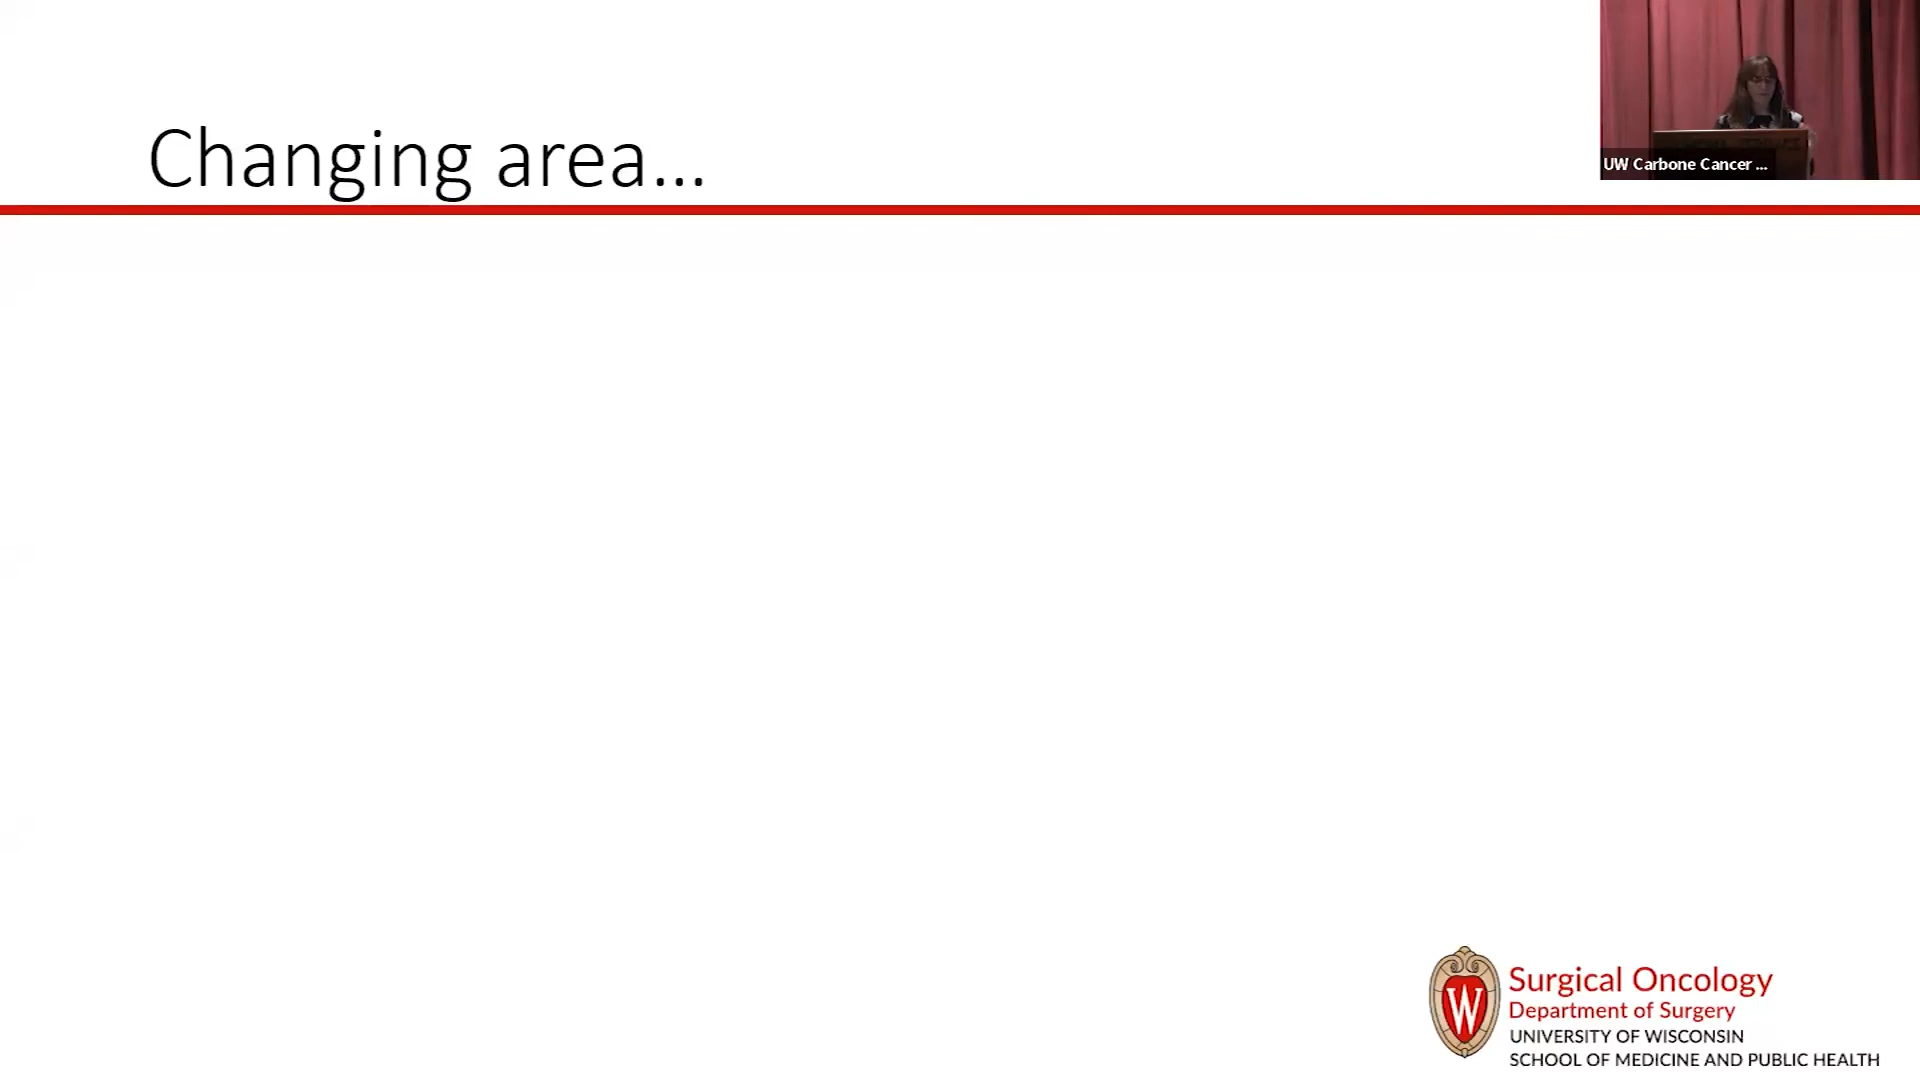 Changing area...
UW Carbone Cancer ...
W
Surgical Oncology
Department of Surgery
UNIVERSITY OF WISCONSIN
SCHOOL OF MEDICINE AND PUBLIC HEALTH